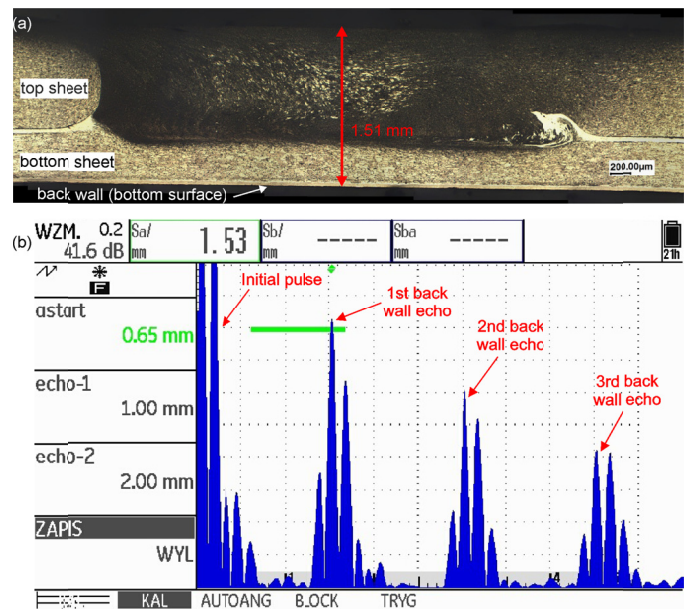 (a)
top sheet
1.51 mm
bottom sheet
200.00µm
back wall (bottom surface)
(b)
WZM. 0.2
41.6 dB
Sa/
mm
1.53
Sb/
mm
------
Sba
mm
------
21h
F
astart
0.65 mm
echo-1
1.00 mm
echo-2
2.00 mm
ZAPIS
WYL
Initial pulse
1st back
wall echo
2nd back
wall echo
3rd back
wall echo
KAL AUTOANG TRYG